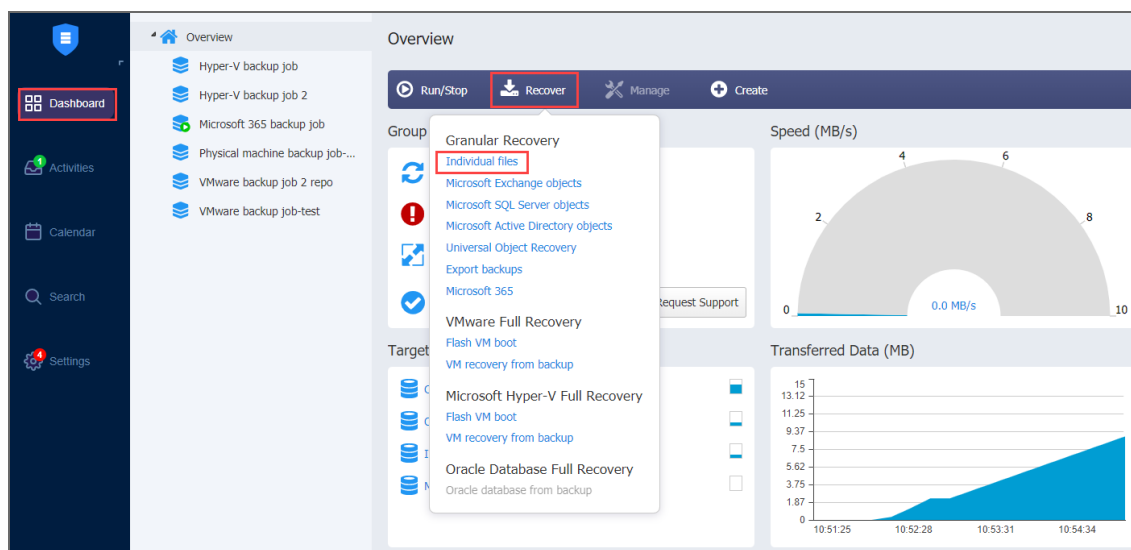 Dashboard
1
Activities
Calendar
Search
4
Settings
Overview
Hyper-V backup job
Hyper-V backup job 2
Microsoft 365 backup job
Physical machine backup job-...
VMware backup job 2 repo
VMware backup job-test
Overview
Run/Stop
Recover
Manage
Create
Group
Granular Recovery
Individual files
Microsoft Exchange objects
Microsoft SQL Server objects
Microsoft Active Directory objects
Universal Object Recovery
Export backups
Microsoft 365
VMware Full Recovery
Flash VM boot
VM recovery from backup
Microsoft Hyper-V Full Recovery
Flash VM boot
VM recovery from backup
Oracle Database Full Recovery
Oracle database from backup
Request Support
Target
Speed (MB/s)
0
2
4
6
8
10
0.0 MB/s
Transferred Data (MB)
15
13.12
11.25
9.37
7.5
5.62
3.75
1.87
0
10:51:25
10:52:28
10:53:31
10:54:34